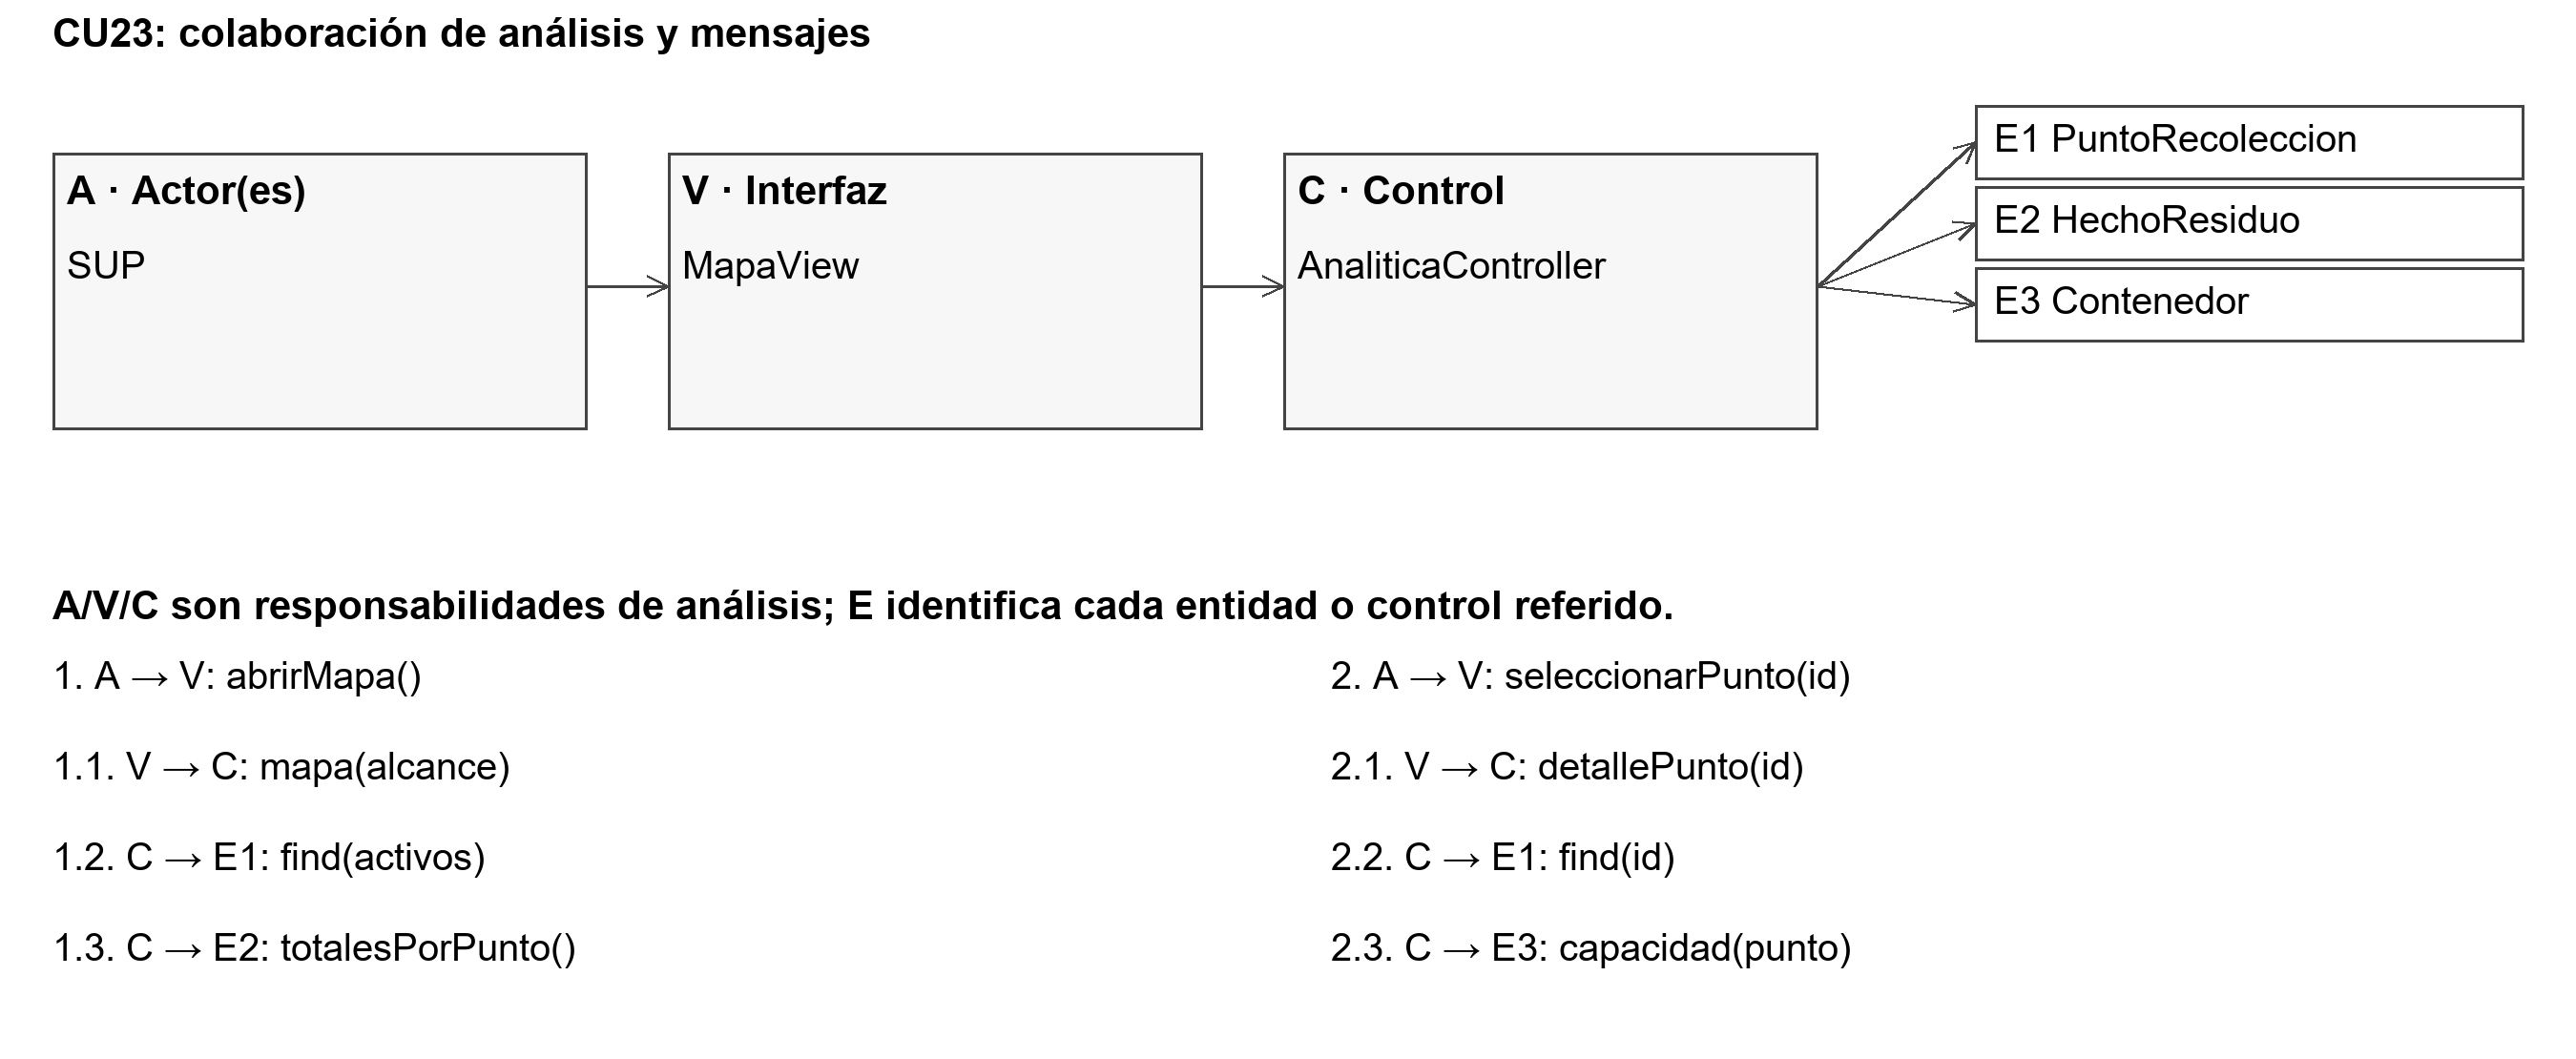 CU23: colaboración de análisis y mensajes
A · Actor(es)
SUP
V · Interfaz
MapaView
C · Control
AnaliticaController
E1 PuntoRecoleccion
E2 HechoResiduo
E3 Contenedor
A/V/C son responsabilidades de análisis; E identifica cada entidad o control referido.
1. A → V: abrirMapa()
1.1. V → C: mapa(alcance)
1.2. C → E1: find(activos)
1.3. C → E2: totalesPorPunto()
2. A → V: seleccionarPunto(id)
2.1. V → C: detallePunto(id)
2.2. C → E1: find(id)
2.3. C → E3: capacidad(punto)